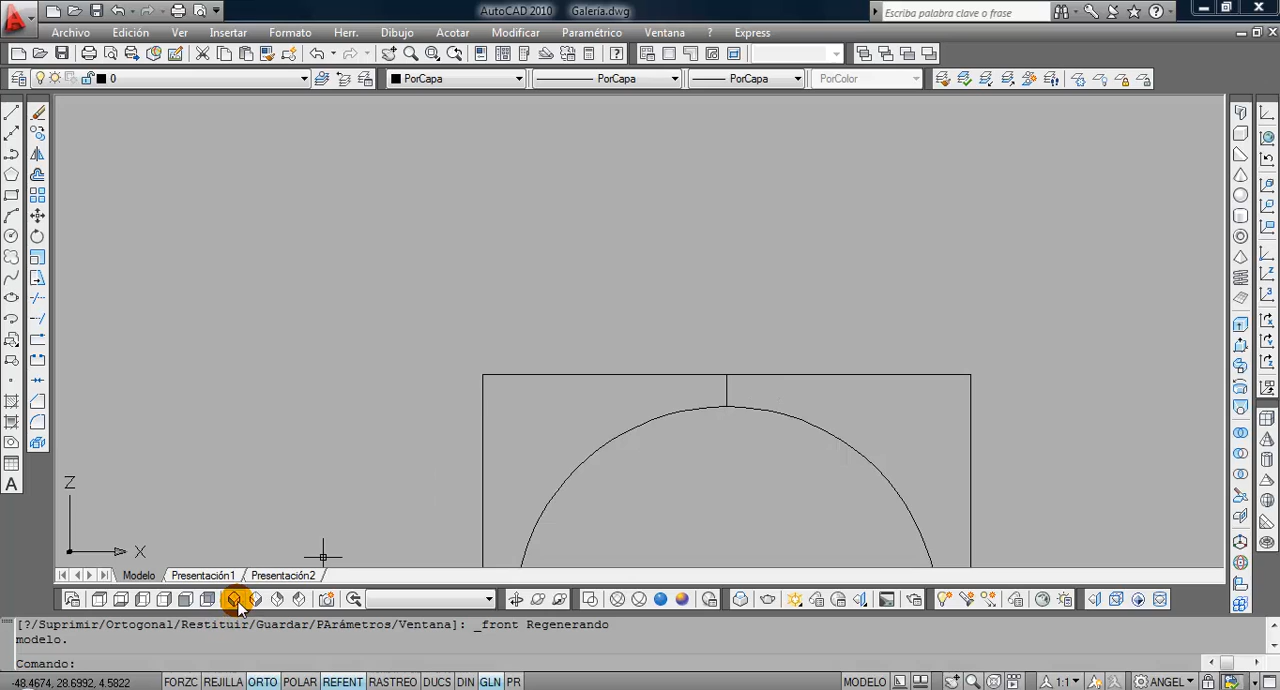 AutoCAD 2010 Galería.dwg
Escriba palabra clave o frase
Archivo Edición Ver Insertar Formato Herr. Dibujo Acotar Modificar Paramétrico Ventana ? Express
0 PorCapa PorCapa PorCapa PorColor
Z
X
Modelo Presentación1 Presentación2
[?/Suprimir/Ortogonal/Restituir/Guardar/PArámetros/Ventana]: _front Regenerando
modelo.
Comando:
-48.4674, 28.6992, 4.5822 FORZC REJILLA ORTO POLAR REFENT RASTREO DUCS DIN GLN PR MODELO 1:1 ANGEL